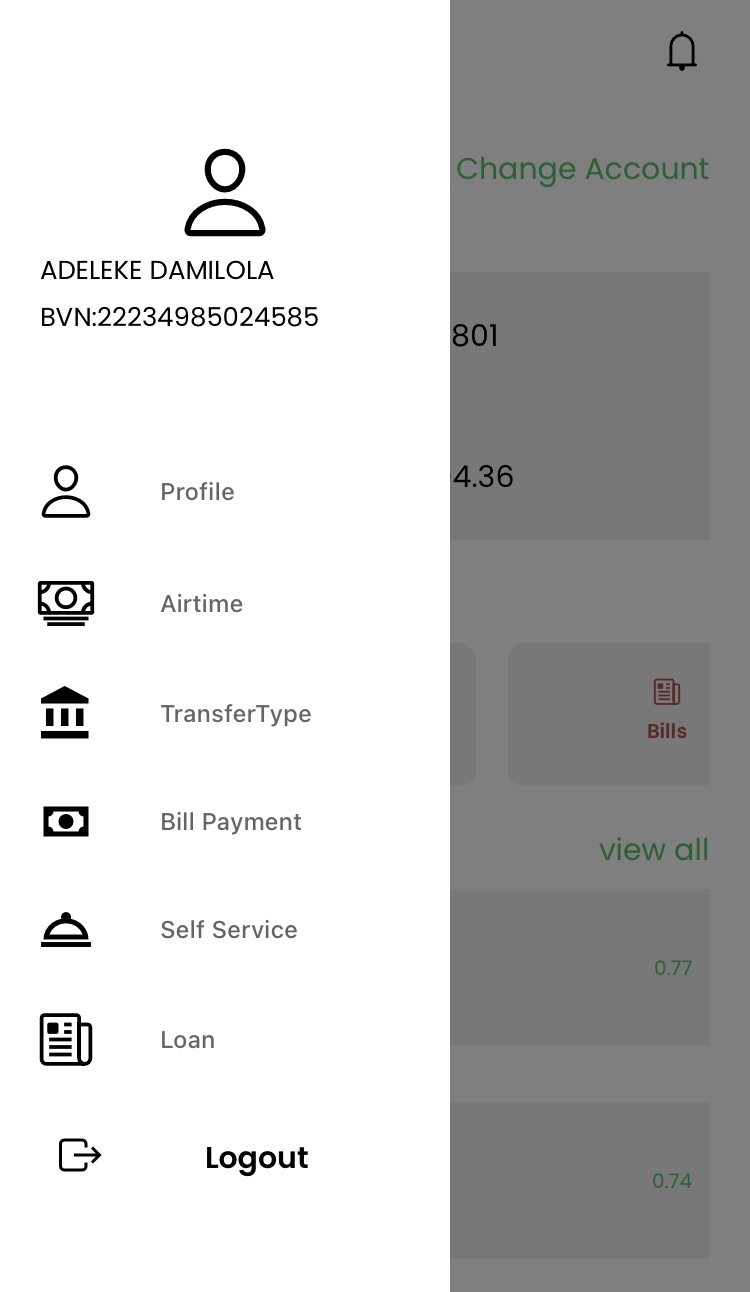 Change Account
ADELEKE DAMILOLA
BVN:22234985024585
801
4.36
Profile
Airtime
TransferType
Bills
Bill Payment
view all
Self Service
0.77
Loan
Logout
0.74